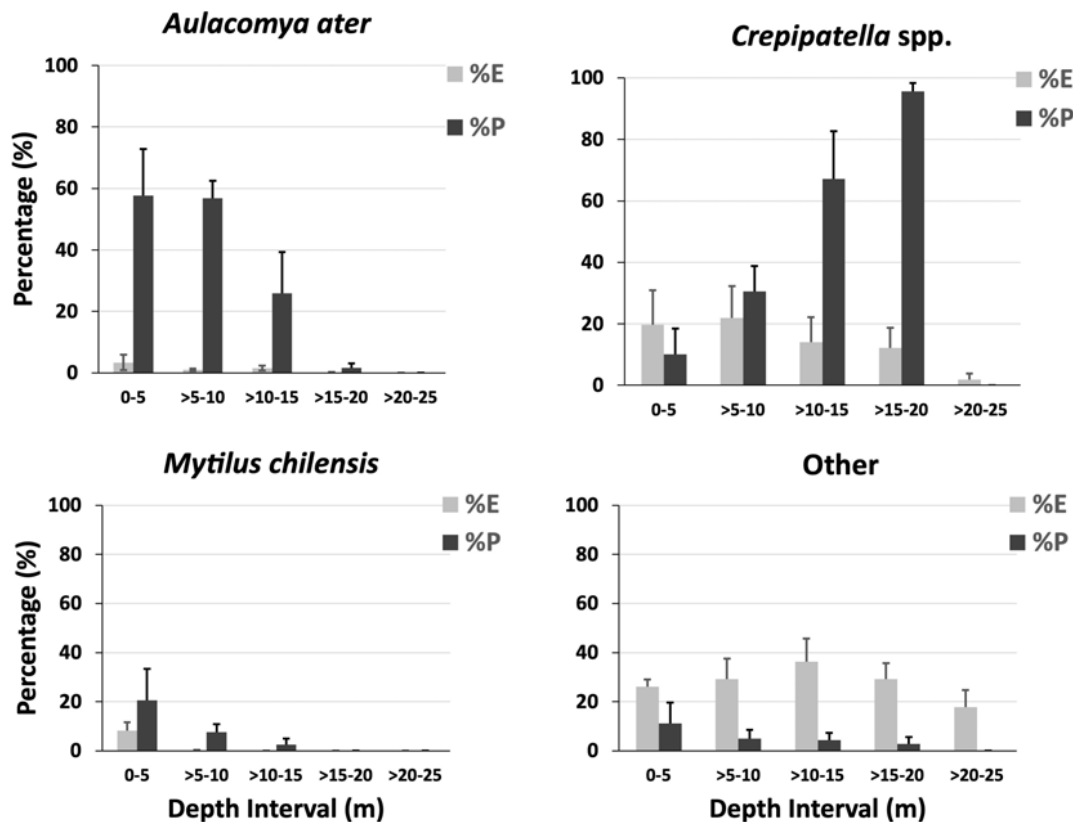 Aulacomya ater
100
80
60
40
20
0
Percentage (%)
%E
%P
0-5
>5-10
>10-15
>15-20
>20-25
Crepipatella spp.
100
80
60
40
20
0
%E
%P
0-5
>5-10
>10-15
>15-20
>20-25
Mytilus chilensis
100
80
60
40
20
0
Percentage (%)
%E
%P
0-5
>5-10
>10-15
>15-20
>20-25
Depth Interval (m)
Other
100
80
60
40
20
0
%E
%P
0-5
>5-10
>10-15
>15-20
>20-25
Depth Interval (m)